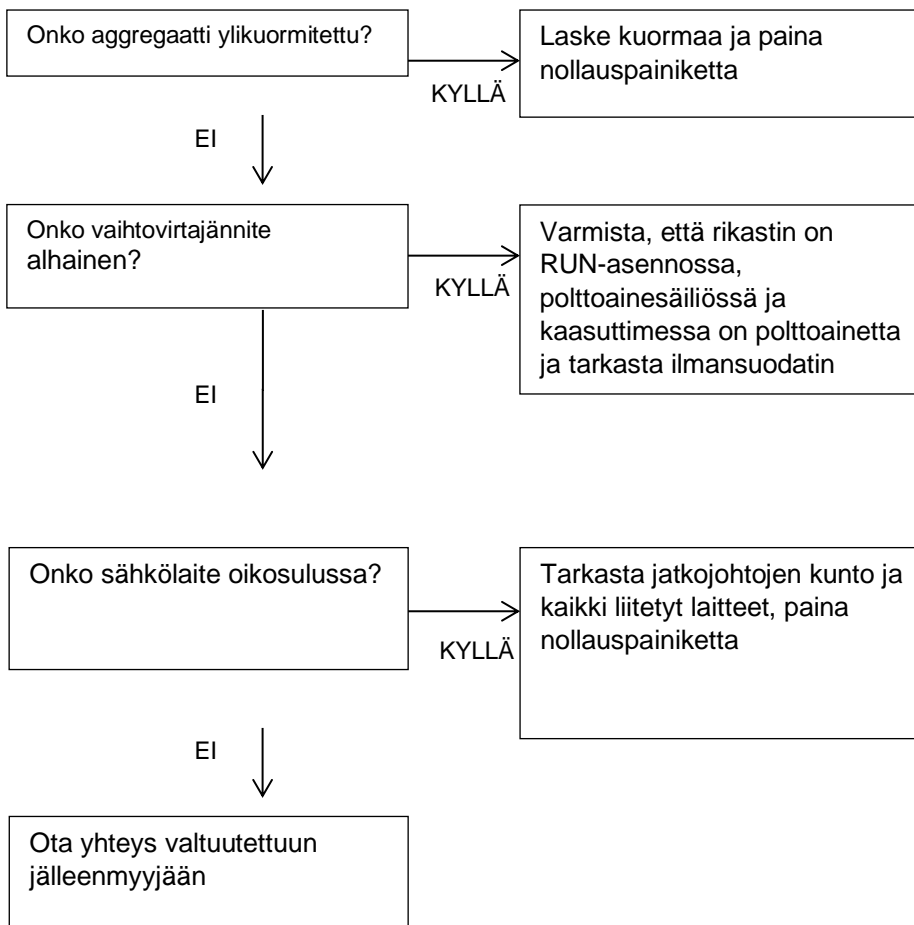 Onko aggregaatti ylikuormitettu?
KYLLÄ
Laske kuormaa ja paina
nollauspainiketta
EI
Onko vaihtovirtajännite
alhainen?
KYLLÄ
Varmista, että rikastin on
RUN-asennossa,
polttoainesäiliössä ja
kaasuttimessa on polttoainetta
ja tarkasta ilmansuodatin
EI
Onko sähkölaite oikosulussa?
KYLLÄ
Tarkasta jatkojohtojen kunto ja
kaikki liitetyt laitteet, paina
nollauspainiketta
EI
Ota yhteys valtuutettuun
jälleenmyyjään